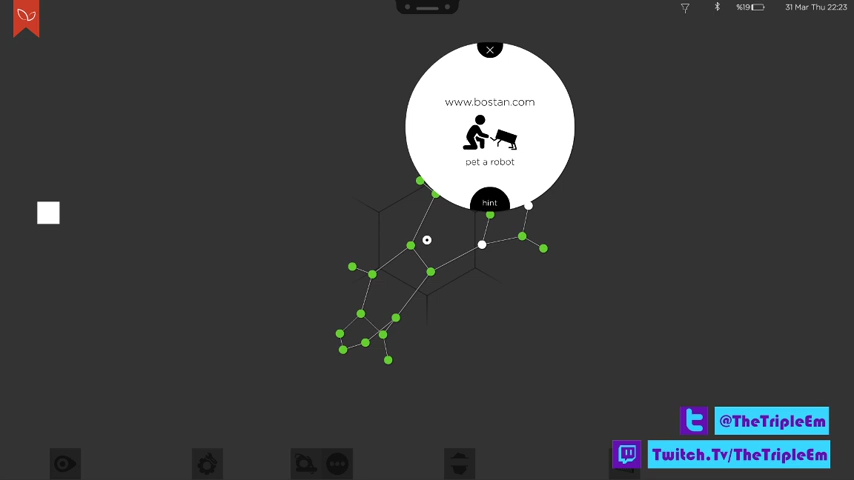 %19
31 Mar Thu 22:23
www.bostan.com
pet a robot
hint
@TheTripleEm
Twitch.Tv/TheTripleEm